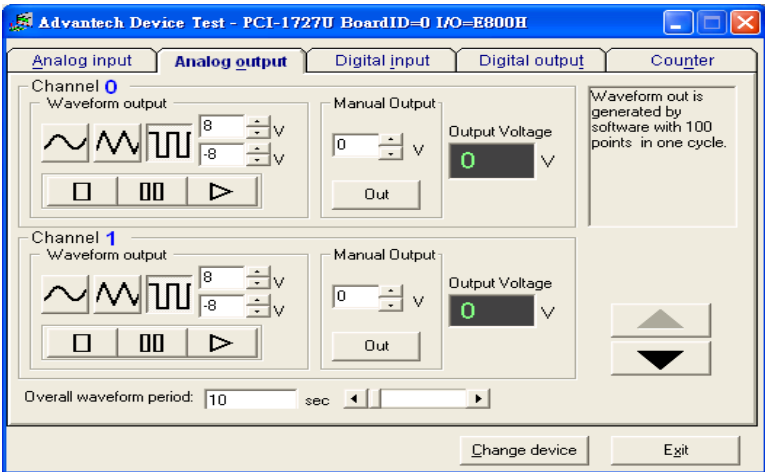 Advantech Device Test - PCI-1727U BoardID=0 I/O=E800H
Analog input
Analog output
Digital input
Digital output
Counter
Channel 0
Waveform output
8
V
-8
V
Manual Output
0
V
Out
Output Voltage
0
V
Waveform out is
generated by
software with 100
points in one cycle.
Channel 1
Waveform output
8
V
-8
V
Manual Output
0
V
Out
Output Voltage
0
V
Overall waveform period: 10 sec
Change device
Exit